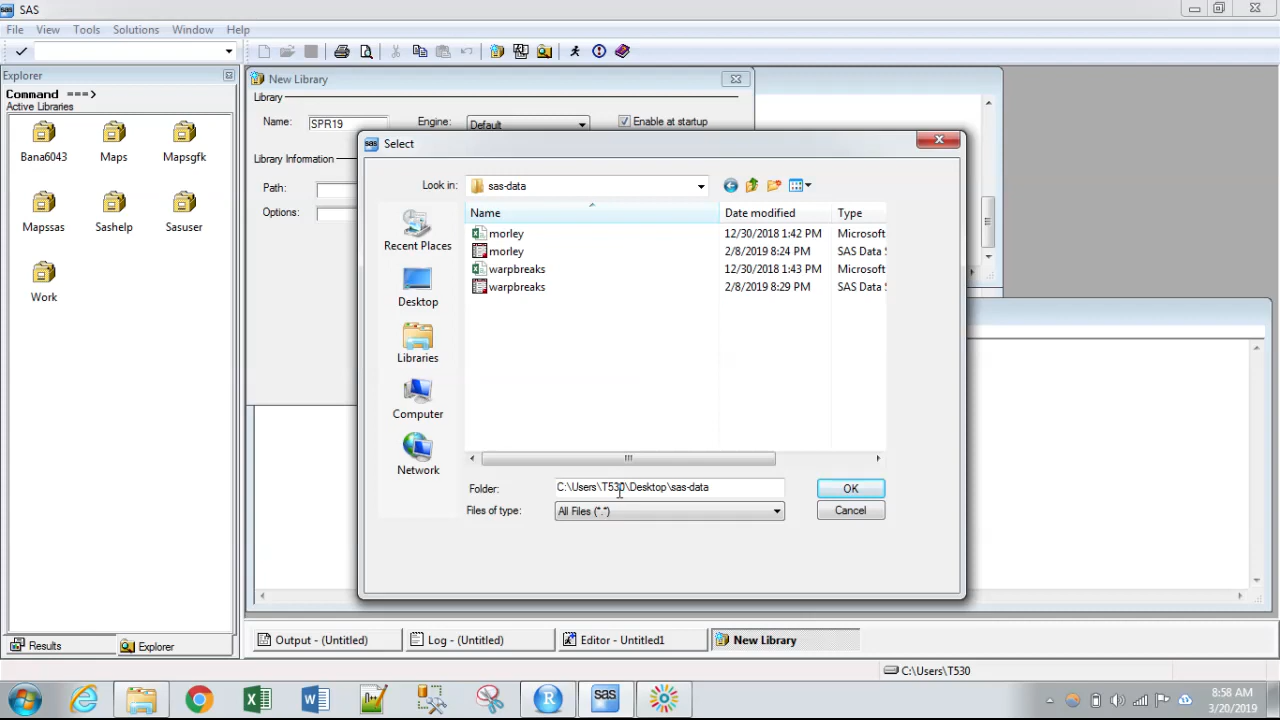 SAS
File View Tools Solutions Window Help
Explorer
Command ===>
Active Libraries
Bana6043 Maps Mapsgfk
Mapssas Sashelp Sasuser
Work
New Library
Library
Name: SPR19 Engine: Default Enable at startup
Library Information
Path:
Options:
Select
Look in: sas-data
Name Date modified Type
morley 12/30/2018 1:42 PM Microsoft
morley 2/8/2019 8:24 PM SAS Data
warpbreaks 12/30/2018 1:43 PM Microsoft
warpbreaks 2/8/2019 8:29 PM SAS Data
Recent Places
Desktop
Libraries
Computer
Network
Folder: C:\Users\T530\Desktop\sas-data OK
Files of type: All Files (*.*) Cancel
Results Explorer
Output - (Untitled) Log - (Untitled) Editor - Untitled1 New Library
C:\Users\T530
8:58 AM
3/20/2019